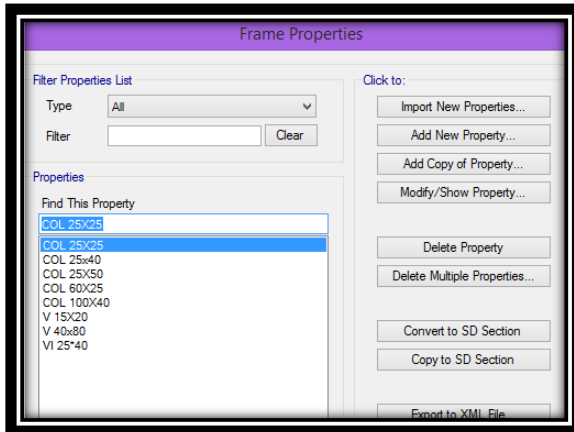 Frame Properties
Filter Properties List
Type All
Filter Clear
Properties
Find This Property
COL 25X25
COL 25X25
COL 25x40
COL 25X50
COL 60X25
COL 100X40
V 15X20
V 40x80
VI 25*40
Click to:
Import New Properties...
Add New Property...
Add Copy of Property...
Modify/Show Property...
Delete Property
Delete Multiple Properties...
Convert to SD Section
Copy to SD Section
Export to XML File...